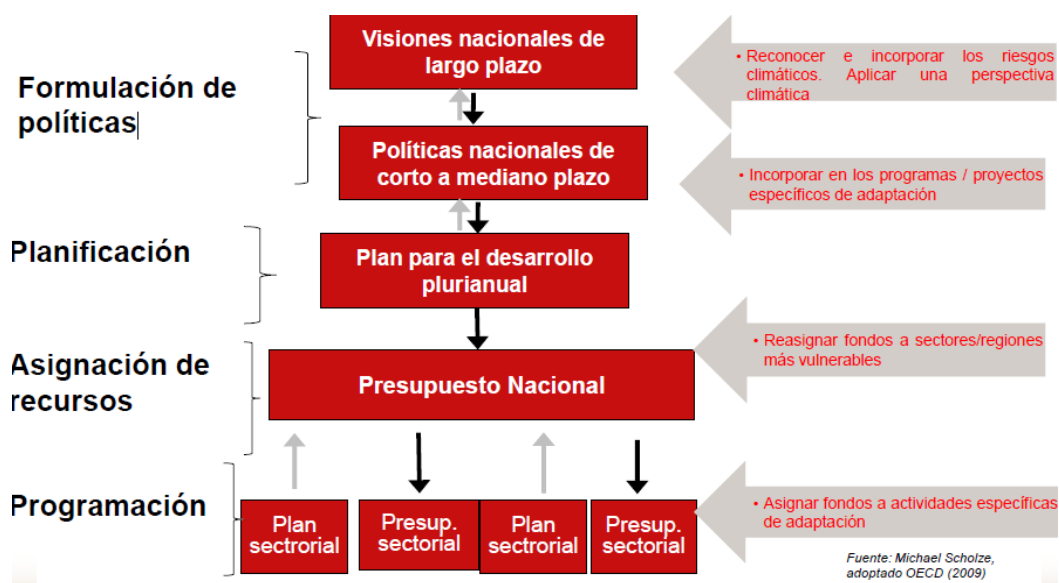 Visiones nacionales de
largo plazo
• Reconocer e incorporar los riesgos
climáticos. Aplicar una perspectiva
climática
Formulación de
políticas
Políticas nacionales de
corto a mediano plazo
• Incorporar en los programas / proyectos
específicos de adaptación
Planificación
Plan para el desarrollo
plurianual
• Reasignar fondos a sectores/regiones
más vulnerables
Asignación de
recursos
Presupuesto Nacional
Programación
Plan
sectrorial
Presup.
sectorial
Plan
sectrorial
Presup.
sectorial
• Asignar fondos a actividades específicas
de adaptación
Fuente: Michael Scholze,
adoptado OECD (2009)